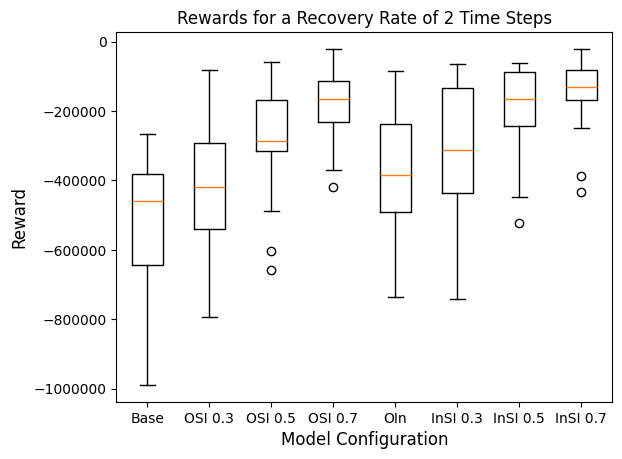 Rewards for a Recovery Rate of 2 Time Steps
0
−200000
−400000
−600000
−800000
−1000000
Reward
Base OSI 0.3 OSI 0.5 OSI 0.7 OIn InSI 0.3 InSI 0.5 InSI 0.7
Model Configuration